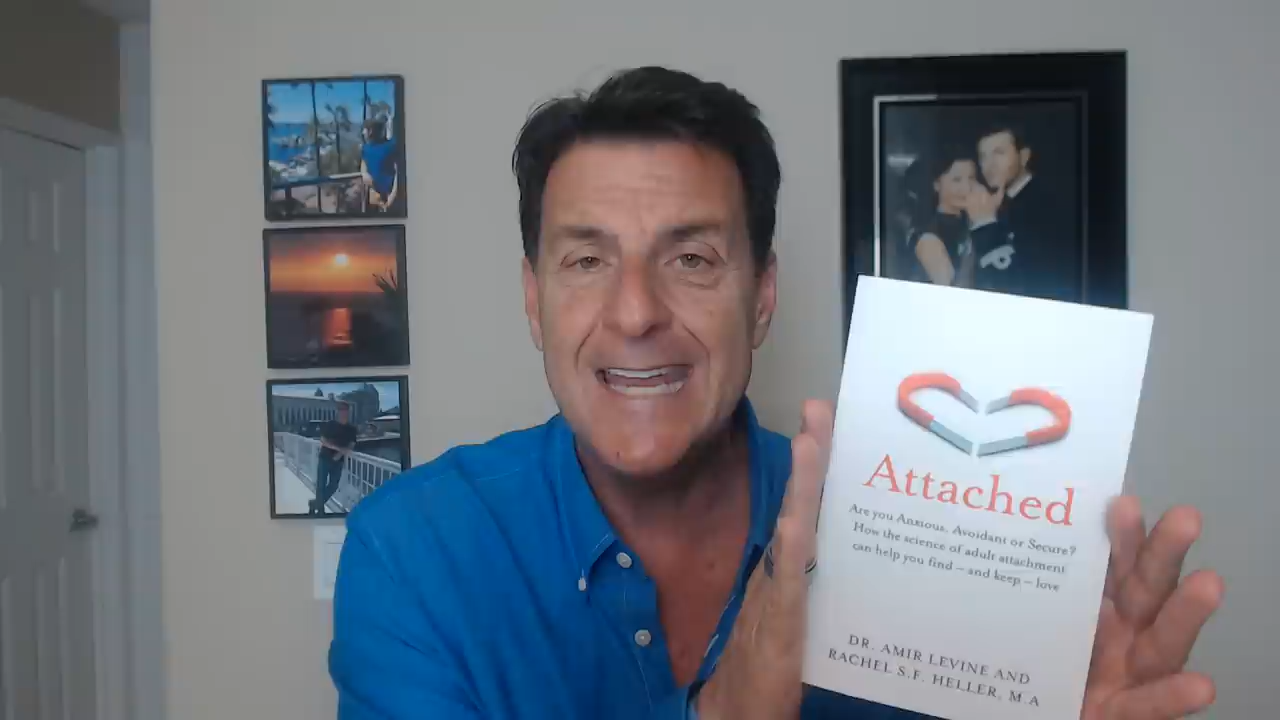 Attached
Are you Anxious, Avoidant or Secure?
How the science of adult attachment
can help you find – and keep – love
DR. AMIR LEVINE AND
RACHEL S.F. HELLER, M.A